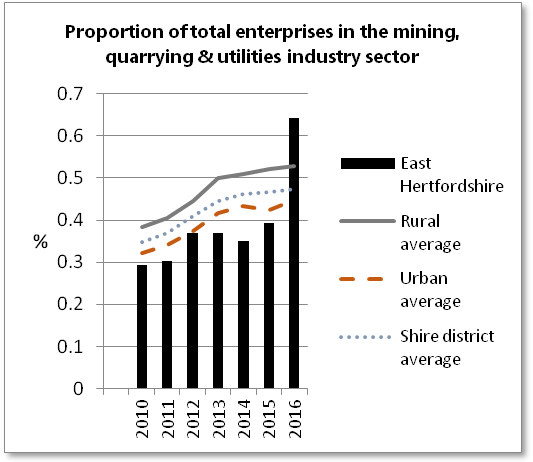 Proportion of total enterprises in the mining,
quarrying & utilities industry sector
0.7
0.6
0.5
0.4
0.3
0.2
0.1
0
%
2010
2011
2012
2013
2014
2015
2016
East
Hertfordshire
Rural
average
Urban
average
Shire district
average